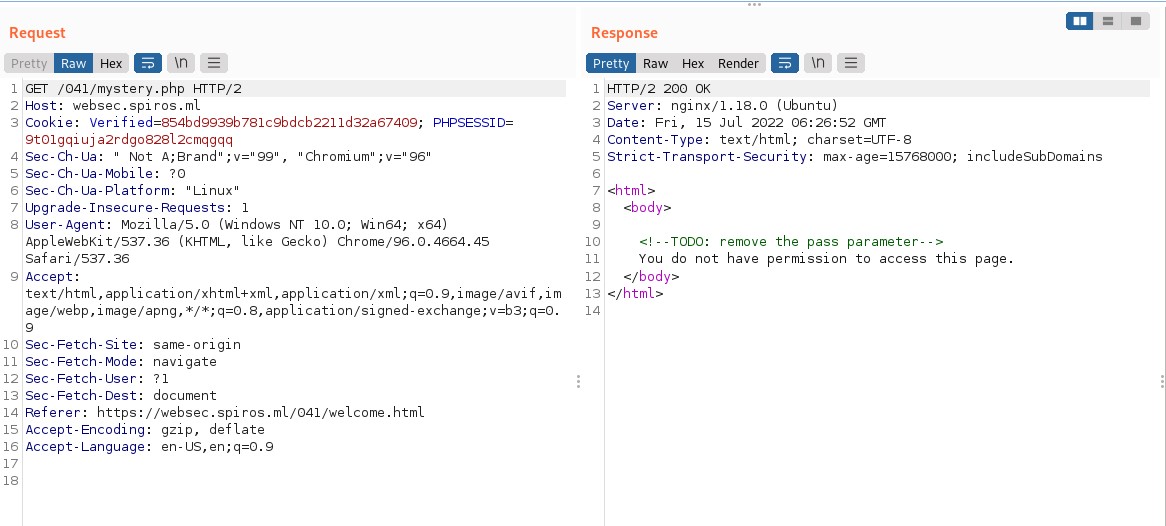 Request
Pretty Raw Hex \n
1 GET /041/mystery.php HTTP/2
2 Host: websec.spiros.ml
3 Cookie: Verified=854bd9939b781c9bdcb2211d32a67409; PHPSESSID=
9t01gqiuja2rdgo828l2cmqgqq
4 Sec-Ch-Ua: " Not A;Brand";v="99", "Chromium";v="96"
5 Sec-Ch-Ua-Mobile: ?0
6 Sec-Ch-Ua-Platform: "Linux"
7 Upgrade-Insecure-Requests: 1
8 User-Agent: Mozilla/5.0 (Windows NT 10.0; Win64; x64)
AppleWebKit/537.36 (KHTML, like Gecko) Chrome/96.0.4664.45
Safari/537.36
9 Accept:
text/html,application/xhtml+xml,application/xml;q=0.9,image/avif,im
age/webp,image/apng,*/*;q=0.8,application/signed-exchange;v=b3;q=0.
9
10 Sec-Fetch-Site: same-origin
11 Sec-Fetch-Mode: navigate
12 Sec-Fetch-User: ?1
13 Sec-Fetch-Dest: document
14 Referer: https://websec.spiros.ml/041/welcome.html
15 Accept-Encoding: gzip, deflate
16 Accept-Language: en-US,en;q=0.9
17
18
Response
Pretty Raw Hex Render \n
1 HTTP/2 200 OK
2 Server: nginx/1.18.0 (Ubuntu)
3 Date: Fri, 15 Jul 2022 06:26:52 GMT
4 Content-Type: text/html; charset=UTF-8
5 Strict-Transport-Security: max-age=15768000; includeSubDomains
6
7 <html>
8 <body>
9
10 <!--TODO: remove the pass parameter-->
11 You do not have permission to access this page.
12 </body>
13 </html>
14